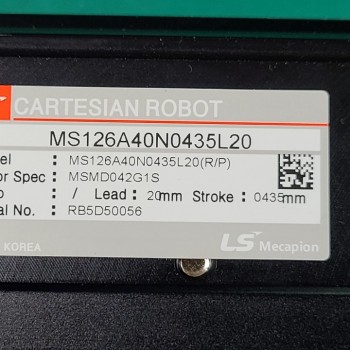 CARTESIAN ROBOT
MS126A40N0435L20
el : MS126A40N0435L20(R/P)
or Spec : MSMD042G1S
o : / Lead : 20mm Stroke : 0435mm
al No. : RB5D50056
KOREA
LS Mecapion